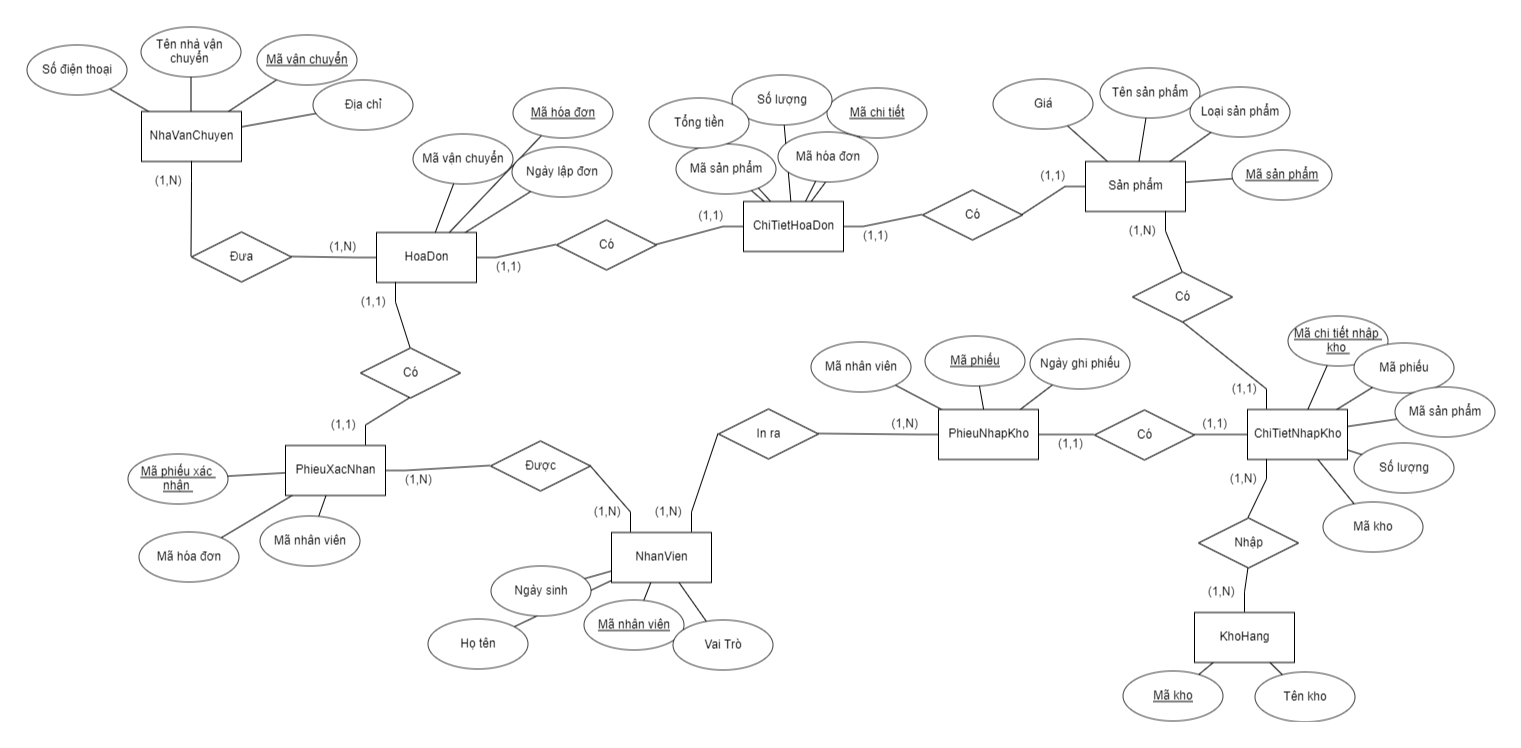 Số điện thoại
Tên nhà vận
chuyển
Mã vận chuyển
Địa chỉ
NhaVanChuyen
(1,N)
Đưa
(1,N)
Mã hóa đơn
Mã vận chuyển
Ngày lập đơn
HoaDon
(1,1)
Có
(1,1)
Tổng tiền
Số lượng
Mã chi tiết
Mã sản phẩm
Mã hóa đơn
ChiTietHoaDon
(1,1)
Có
(1,1)
Giá
Tên sản phẩm
Loại sản phẩm
Mã sản phẩm
Sản phẩm
(1,N)
Có
(1,1)
(1,1)
Có
(1,1)
Mã phiếu xác
nhận
PhieuXacNhan
Mã hóa đơn
Mã nhân viên
(1,N)
Được
(1,N)
(1,N)
In ra
(1,N)
Mã nhân viên
Mã phiếu
Ngày ghi phiếu
PhieuNhapKho
(1,1)
Có
(1,1)
Mã chi tiết nhập
kho
Mã phiếu
Mã sản phẩm
ChiTietNhapKho
Số lượng
Mã kho
(1,N)
Nhập
(1,N)
KhoHang
Mã kho
Tên kho
NhanVien
Ngày sinh
Họ tên
Mã nhân viên
Vai Trò